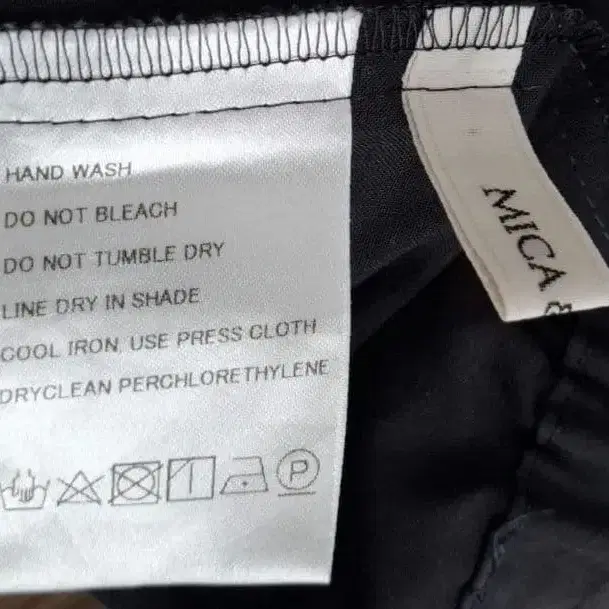 HAND WASH
DO NOT BLEACH
DO NOT TUMBLE DRY
LINE DRY IN SHADE
COOL IRON USE PRESS CLOTH
DRYCLEAN PERCHLORETHYLENE
P
MICA &